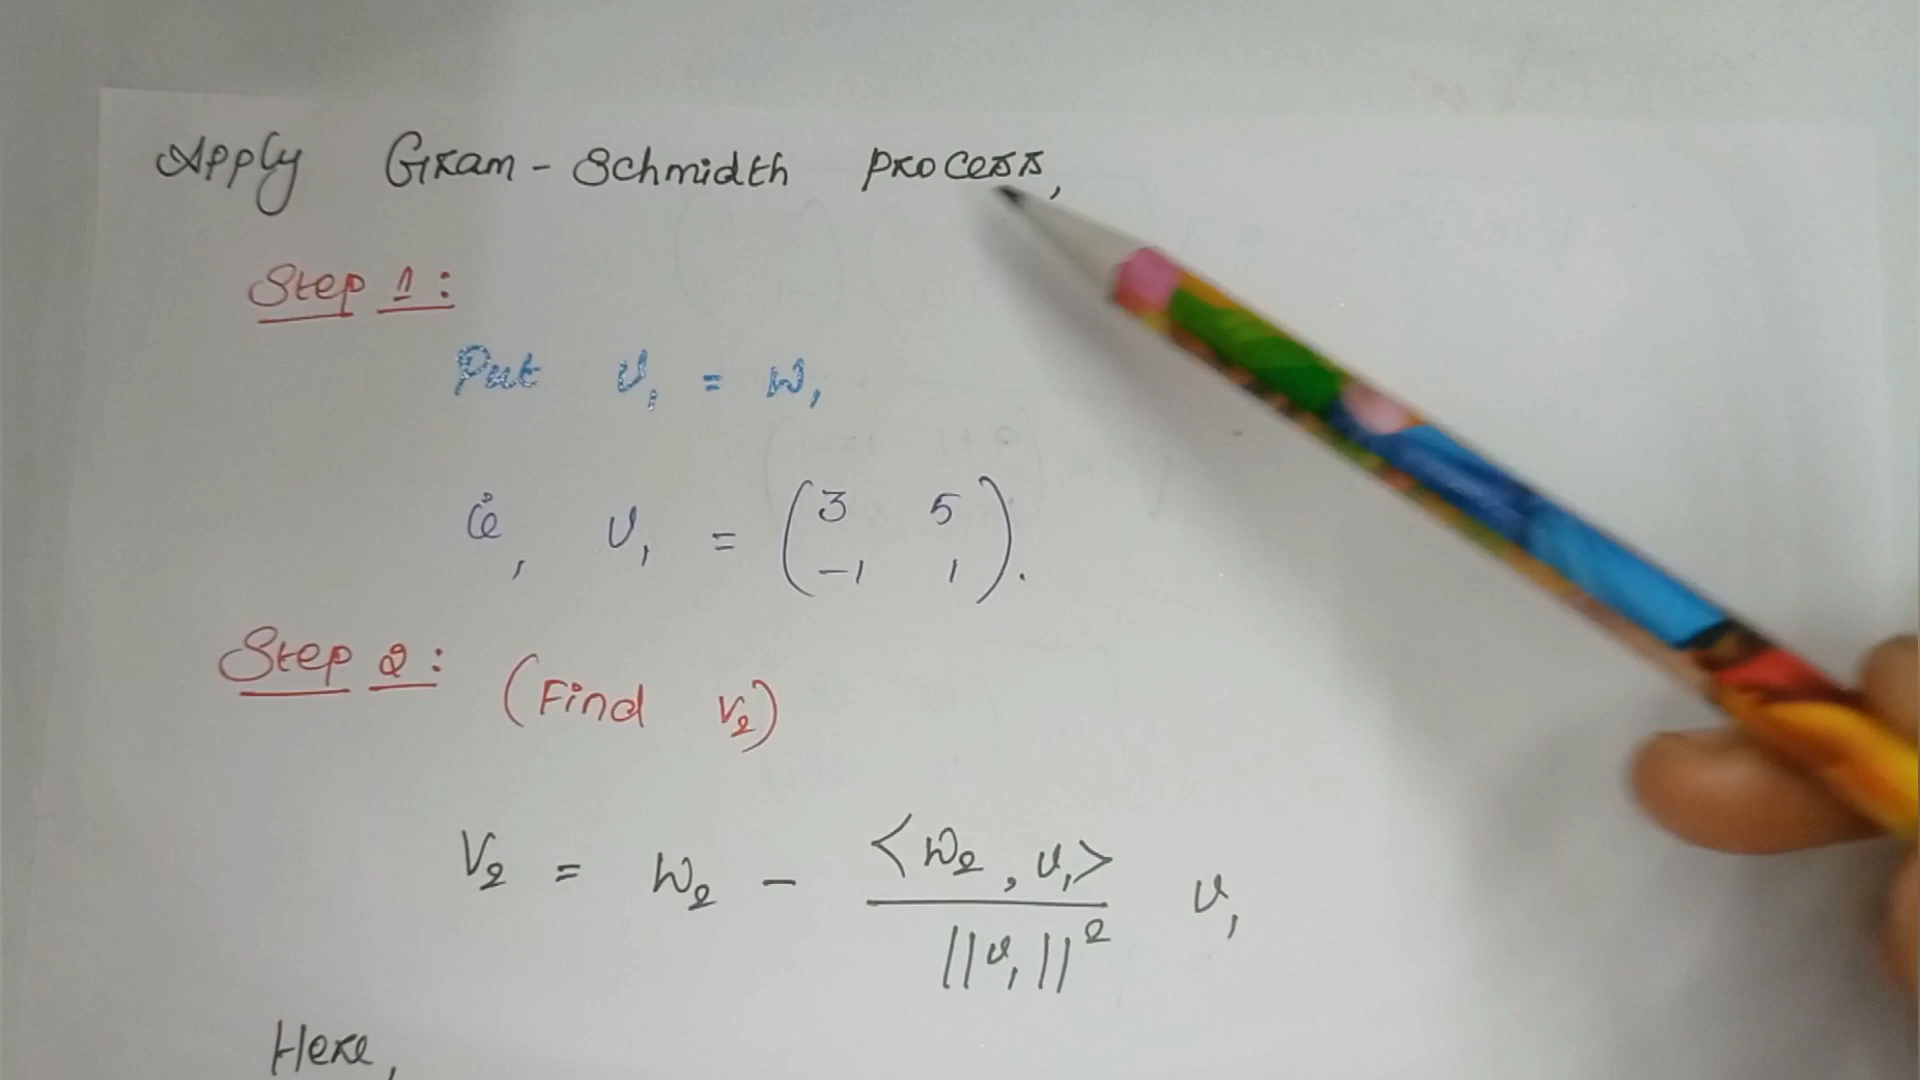 Apply Gram - Schmidth process,
Step 1:
Put v₁ = w₁
ie, v₁ = (3 5
-1 1).
Step 2: (Find v₂)
V₂ = W₂ - <W₂, v₁> / ||v₁||² v₁
Here,